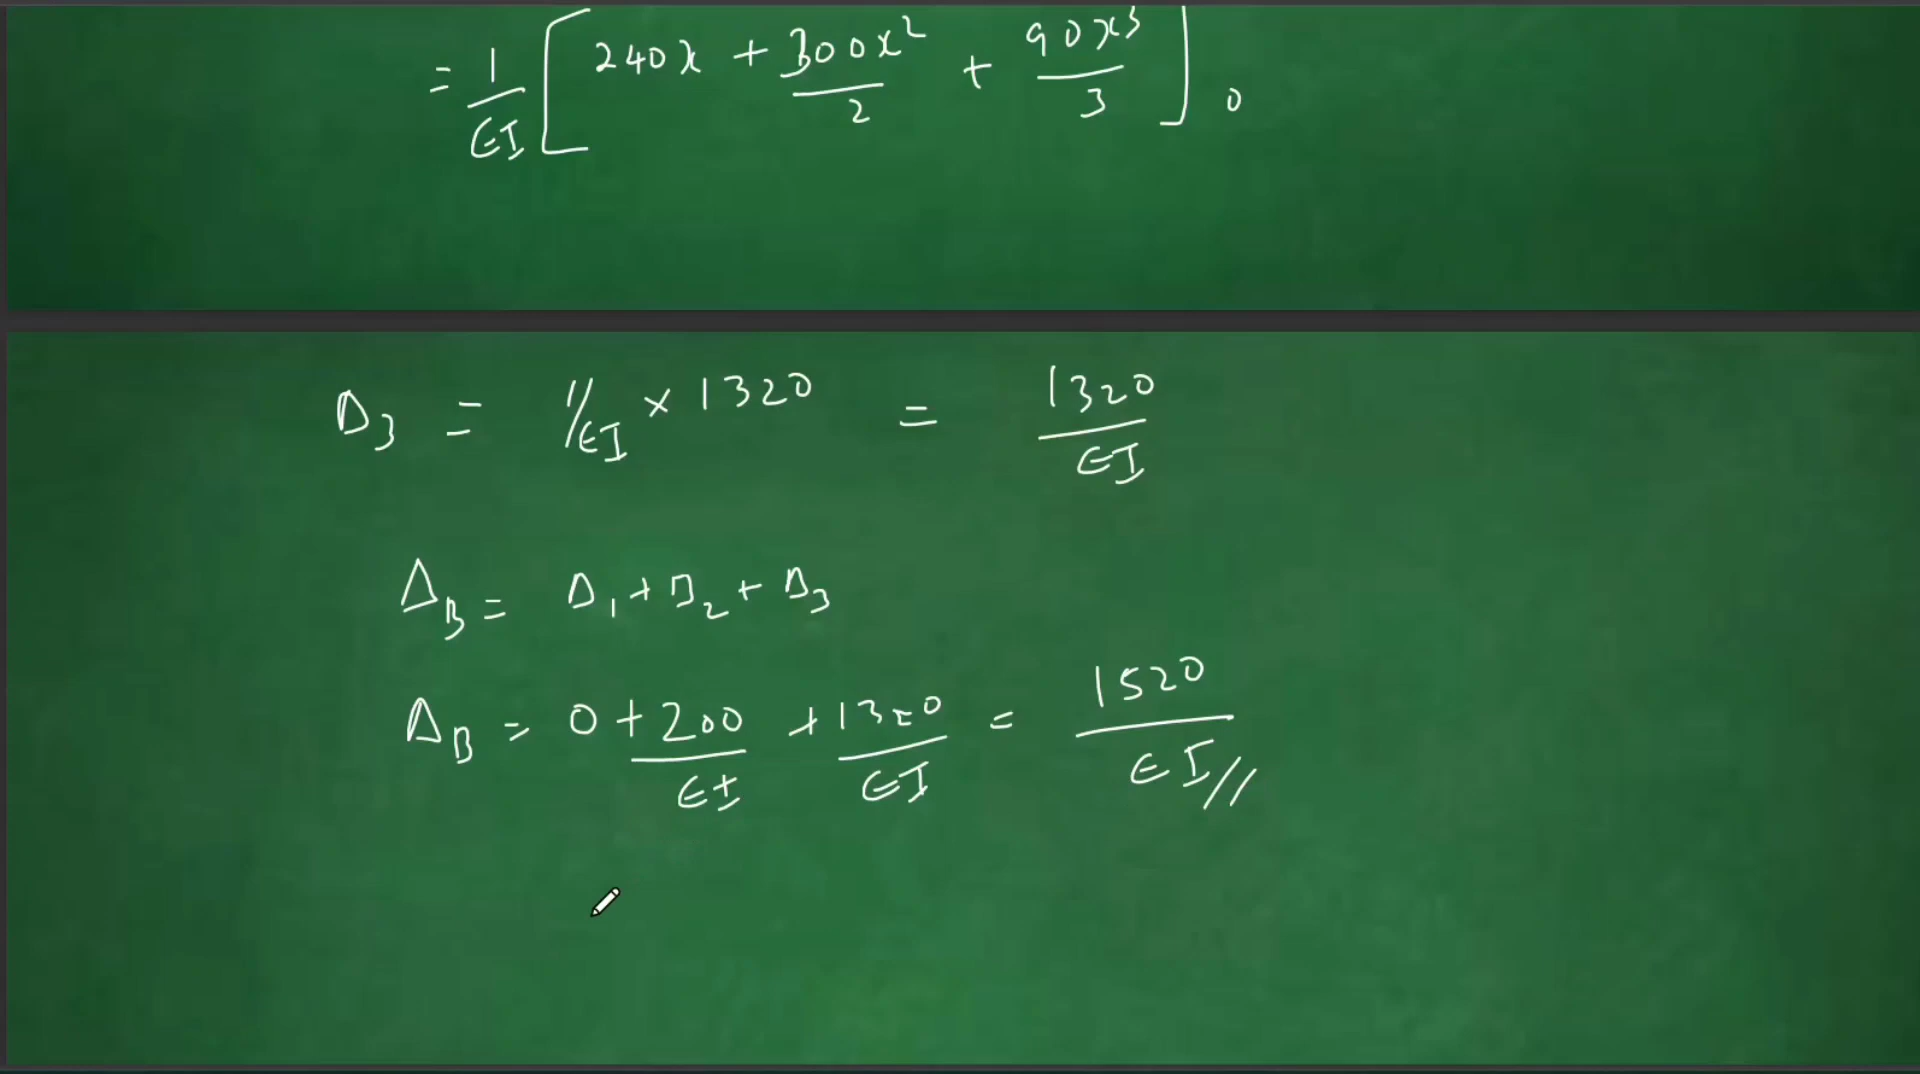 = 1/EI [ 240x + 300x²/2 + 90x³/3 ] 0
Δ3 = 1/EI × 1320 = 1320/EI
ΔB = Δ1 + Δ2 + Δ3
ΔB = 0 + 200/EI + 1320/EI = 1520/EI //